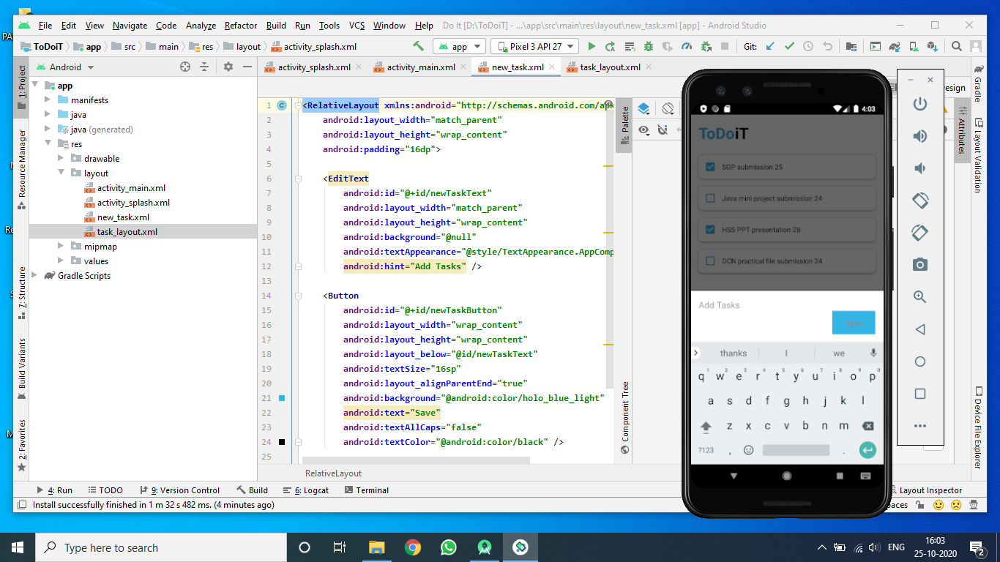 File Edit View Navigate Code Analyze Refactor Build Run Tools VCS Window Help Do It [D:\ToDoiT] - ...\app\src\main\res\layout\new_task.xml [app] - Android Studio
ToDoiT app src main res layout activity_splash.xml app Pixel 3 API 27 Git:
Android
activity_splash.xml activity_main.xml new_task.xml task_layout.xml
1: Project
Resource Manager
7: Structure
Build Variants
2: Favorites
app
manifests
java
java (generated)
res
drawable
layout
activity_main.xml
activity_splash.xml
new_task.xml
task_layout.xml
mipmap
values
Gradle Scripts
1 <RelativeLayout xmlns:android="http://schemas.android.com/apk
2 android:layout_width="match_parent"
3 android:layout_height="wrap_content"
4 android:padding="16dp">
5
6 <EditText
7 android:id="@+id/newTaskText"
8 android:layout_width="match_parent"
9 android:layout_height="wrap_content"
10 android:background="@null"
11 android:textAppearance="@style/TextAppearance.AppComp
12 android:hint="Add Tasks" />
13
14 <Button
15 android:id="@+id/newTaskButton"
16 android:layout_width="wrap_content"
17 android:layout_height="wrap_content"
18 android:layout_below="@id/newTaskText"
19 android:textSize="16sp"
20 android:layout_alignParentEnd="true"
21 android:background="@android:color/holo_blue_light"
22 android:text="Save"
23 android:textAllCaps="false"
24 android:textColor="@android:color/black" />
25
RelativeLayout
Palette
Component Tree
4:03
ToDoiT
SGP submission 25
Java mini project submission 24
HSS PPT presentation 28
DCN practical file submission 24
Add Tasks
Save
thanks I we
q1 w2 e3 r4 t5 y6 u7 i8 o9 p0
a s d f g h j k l
z x c v b n m
?123 , .
esign
Attributes
Gradle
Layout Validation
Device File Explorer
4: Run TODO 9: Version Control Build 6: Logcat Terminal Layout Inspector
Install successfully finished in 1 m 32 s 482 ms. (4 minutes ago) paces
Type here to search
ENG
16:03
25-10-2020
2